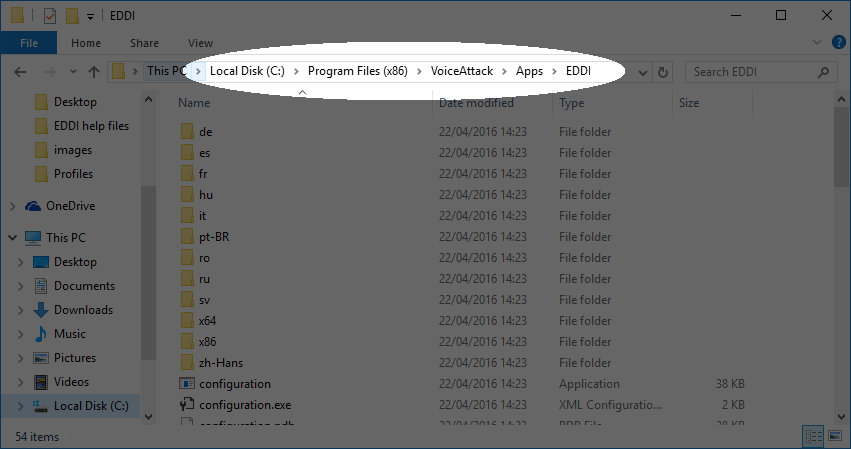 EDDI
File Home Share View
This PC > Local Disk (C:) > Program Files (x86) > VoiceAttack > Apps > EDDI Search EDDI
Name Date modified Type Size
Desktop
EDDI help files
images
Profiles
OneDrive
This PC
Desktop
Documents
Downloads
Music
Pictures
Videos
Local Disk (C:)
de 22/04/2016 14:23 File folder
es 22/04/2016 14:23 File folder
fr 22/04/2016 14:23 File folder
hu 22/04/2016 14:23 File folder
it 22/04/2016 14:23 File folder
pt-BR 22/04/2016 14:23 File folder
ro 22/04/2016 14:23 File folder
ru 22/04/2016 14:23 File folder
sv 22/04/2016 14:23 File folder
x64 22/04/2016 14:23 File folder
x86 22/04/2016 14:23 File folder
zh-Hans 22/04/2016 14:23 File folder
configuration 22/04/2016 14:23 Application 38 KB
configuration.exe 22/04/2016 14:23 XML Configuratio... 2 KB
configuration.pdb 22/04/2016 14:23 PDB File 38 KB
54 items